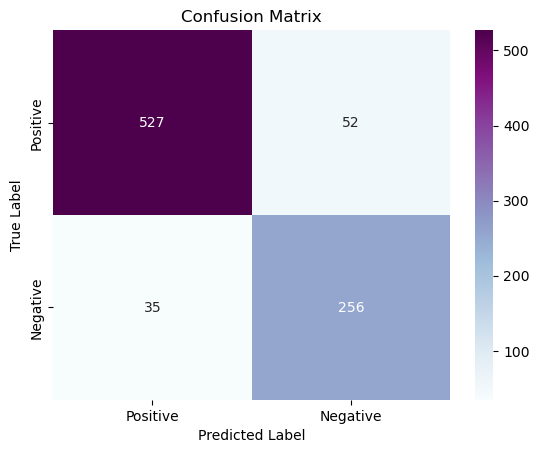 Confusion Matrix
True Label
Positive
Negative
527
52
35
256
Positive
Negative
Predicted Label
500
400
300
200
100